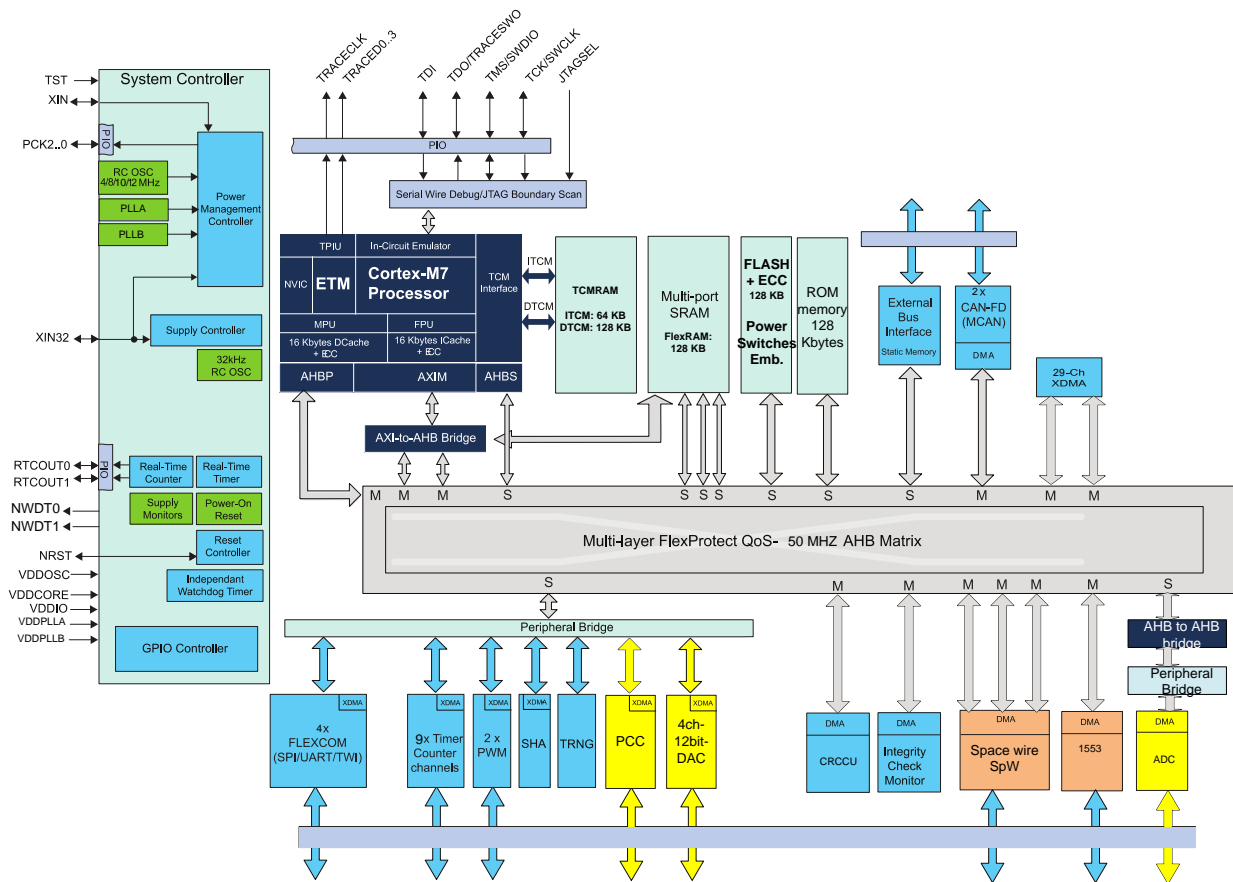 TRACECLK
TRACED0..3
TDI
TDO/TRACESWO
TMS/SWDIO
TCK/SWCLK
JTAGSEL
System Controller
TST
XIN
PCK2..0
PIO
RC OSC
4/8/10/12 MHz
PLLA
PLLB
Power
Management
Controller
XIN32
Supply Controller
32kHz
RC OSC
RTCOUT0
RTCOUT1
PIO
Real-Time
Counter
Real-Time
Timer
NWDT0
NWDT1
Supply
Monitors
Power-On
Reset
NRST
Reset
Controller
VDDOSC
VDDCORE
VDDIO
VDDPLLA
VDDPLLB
Independant
Watchdog Timer
GPIO Controller
PIO
Serial Wire Debug/JTAG Boundary Scan
TPIU
In-Circuit Emulator
NVIC
ETM
Cortex-M7
Processor
TCM
Interface
MPU
FPU
16 Kbytes DCache
+ ECC
16 Kbytes ICache
+ ECC
AHBP
AXIM
AHBS
ITCM
DTCM
TCMRAM
ITCM: 64 KB
DTCM: 128 KB
Multi-port
SRAM
FlexRAM:
128 KB
FLASH
+ ECC
128 KB
Power
Switches
Emb.
ROM
memory
128
Kbytes
External
Bus
Interface
Static Memory
2 x
CAN-FD
(MCAN)
DMA
29-Ch
XDMA
AXI-to-AHB Bridge
M M M S S S S S S S M M M
Multi-layer FlexProtect QoS- 50 MHZ AHB Matrix
S M M M M M M S
Peripheral Bridge
AHB to AHB
bridge
Peripheral
Bridge
XDMA
4x
FLEXCOM
(SPI/UART/TWI)
XDMA
9x Timer
Counter
channels
XDMA
2 x
PWM
XDMA
SHA
TRNG
XDMA
PCC
XDMA
4ch-
12bit-
DAC
DMA
CRCCU
DMA
Integrity
Check
Monitor
DMA
Space wire
SpW
DMA
1553
DMA
ADC